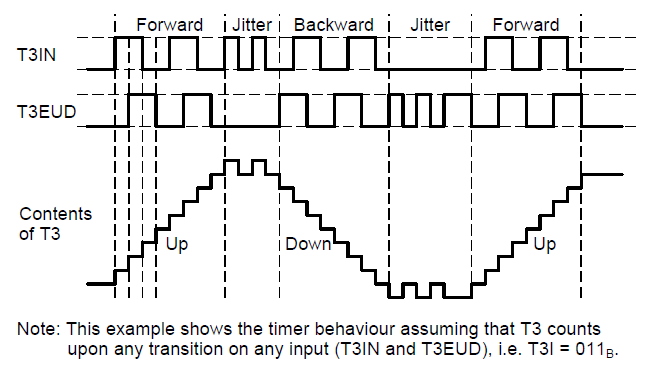 Forward Jitter Backward Jitter Forward
T3IN
T3EUD
Contents
of T3
Up Down Up
Note: This example shows the timer behaviour assuming that T3 counts
upon any transition on any input (T3IN and T3EUD), i.e. T3I = 011B.